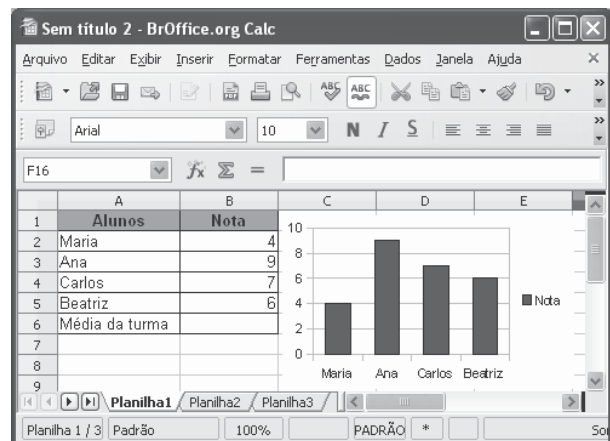 Sem título 2 - BrOffice.org Calc
Arquivo Editar Exibir Inserir Formatar Ferramentas Dados Janela Ajuda
ABC ABC
Arial 10 N I S
F16 fx Σ =
A B C D E
1 Alunos Nota
2 Maria 4
3 Ana 9
4 Carlos 7
5 Beatriz 6
6 Média da turma
7
8
9
10
8
6
4
2
0
Maria Ana Carlos Beatriz
Nota
Planilha1 Planilha2 Planilha3
Planilha 1 / 3 Padrão 100% PADRÃO *